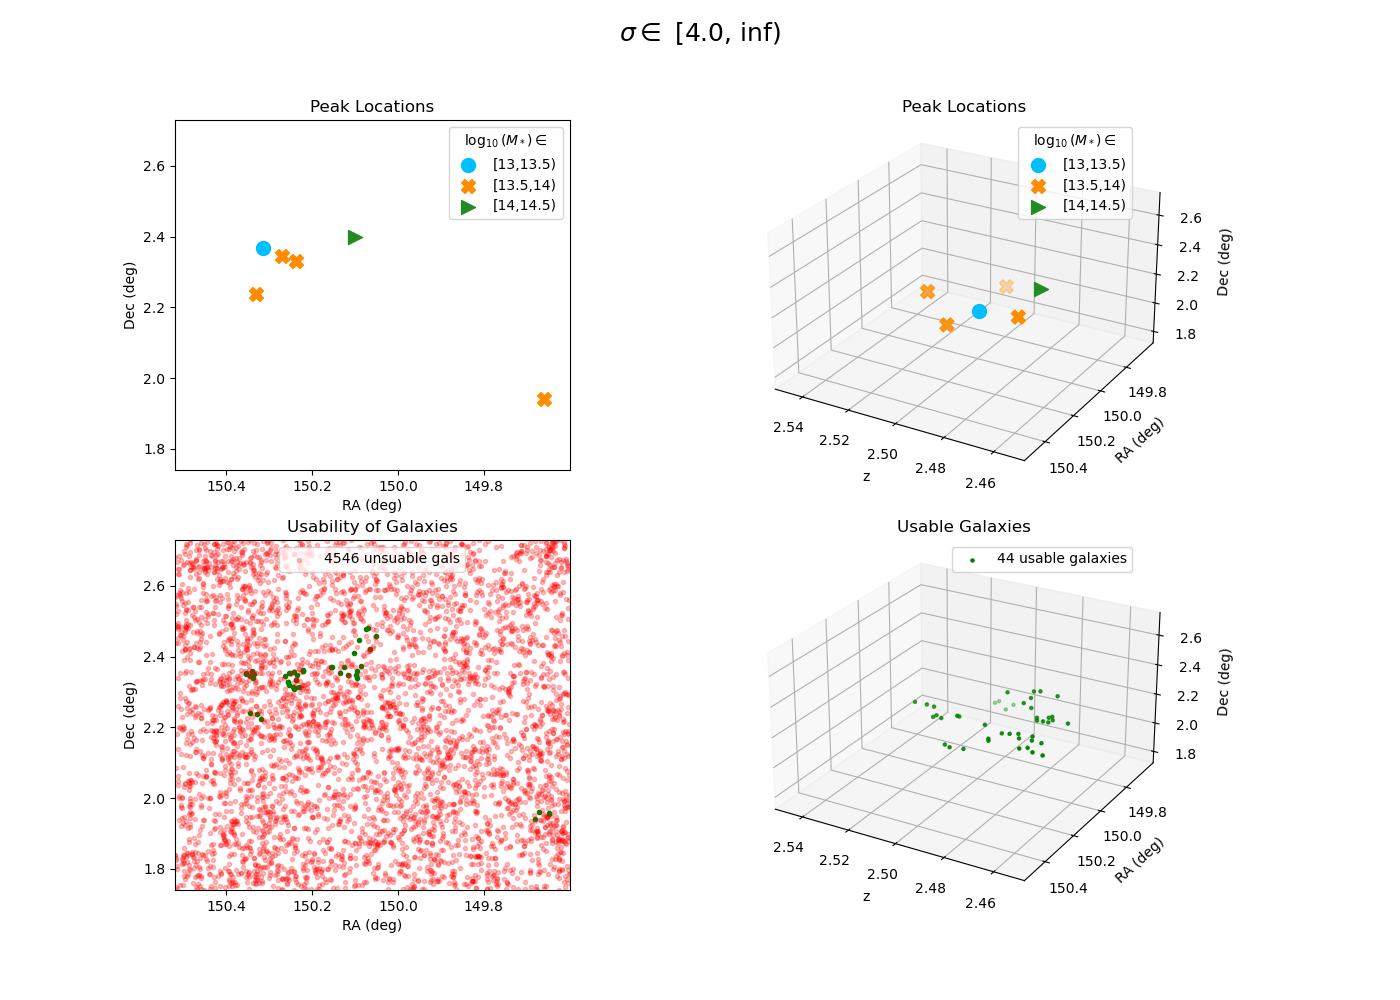 σ ∈ [4.0, inf)
Peak Locations
log₁₀(M*) ∈
[13,13.5)
[13.5,14)
[14,14.5)
2.6
2.4
2.2
2.0
1.8
Dec (deg)
150.4 150.2 150.0 149.8
RA (deg)
Peak Locations
log₁₀(M*) ∈
[13,13.5)
[13.5,14)
[14,14.5)
2.6
2.4
2.2
2.0
1.8
Dec (deg)
149.8
150.0
150.2
150.4
RA (deg)
2.54
2.52
2.50
2.48
2.46
z
Usability of Galaxies
4546 unsuable gals
2.6
2.4
2.2
2.0
1.8
Dec (deg)
150.4 150.2 150.0 149.8
RA (deg)
Usable Galaxies
44 usable galaxies
2.6
2.4
2.2
2.0
1.8
Dec (deg)
149.8
150.0
150.2
150.4
RA (deg)
2.54
2.52
2.50
2.48
2.46
z